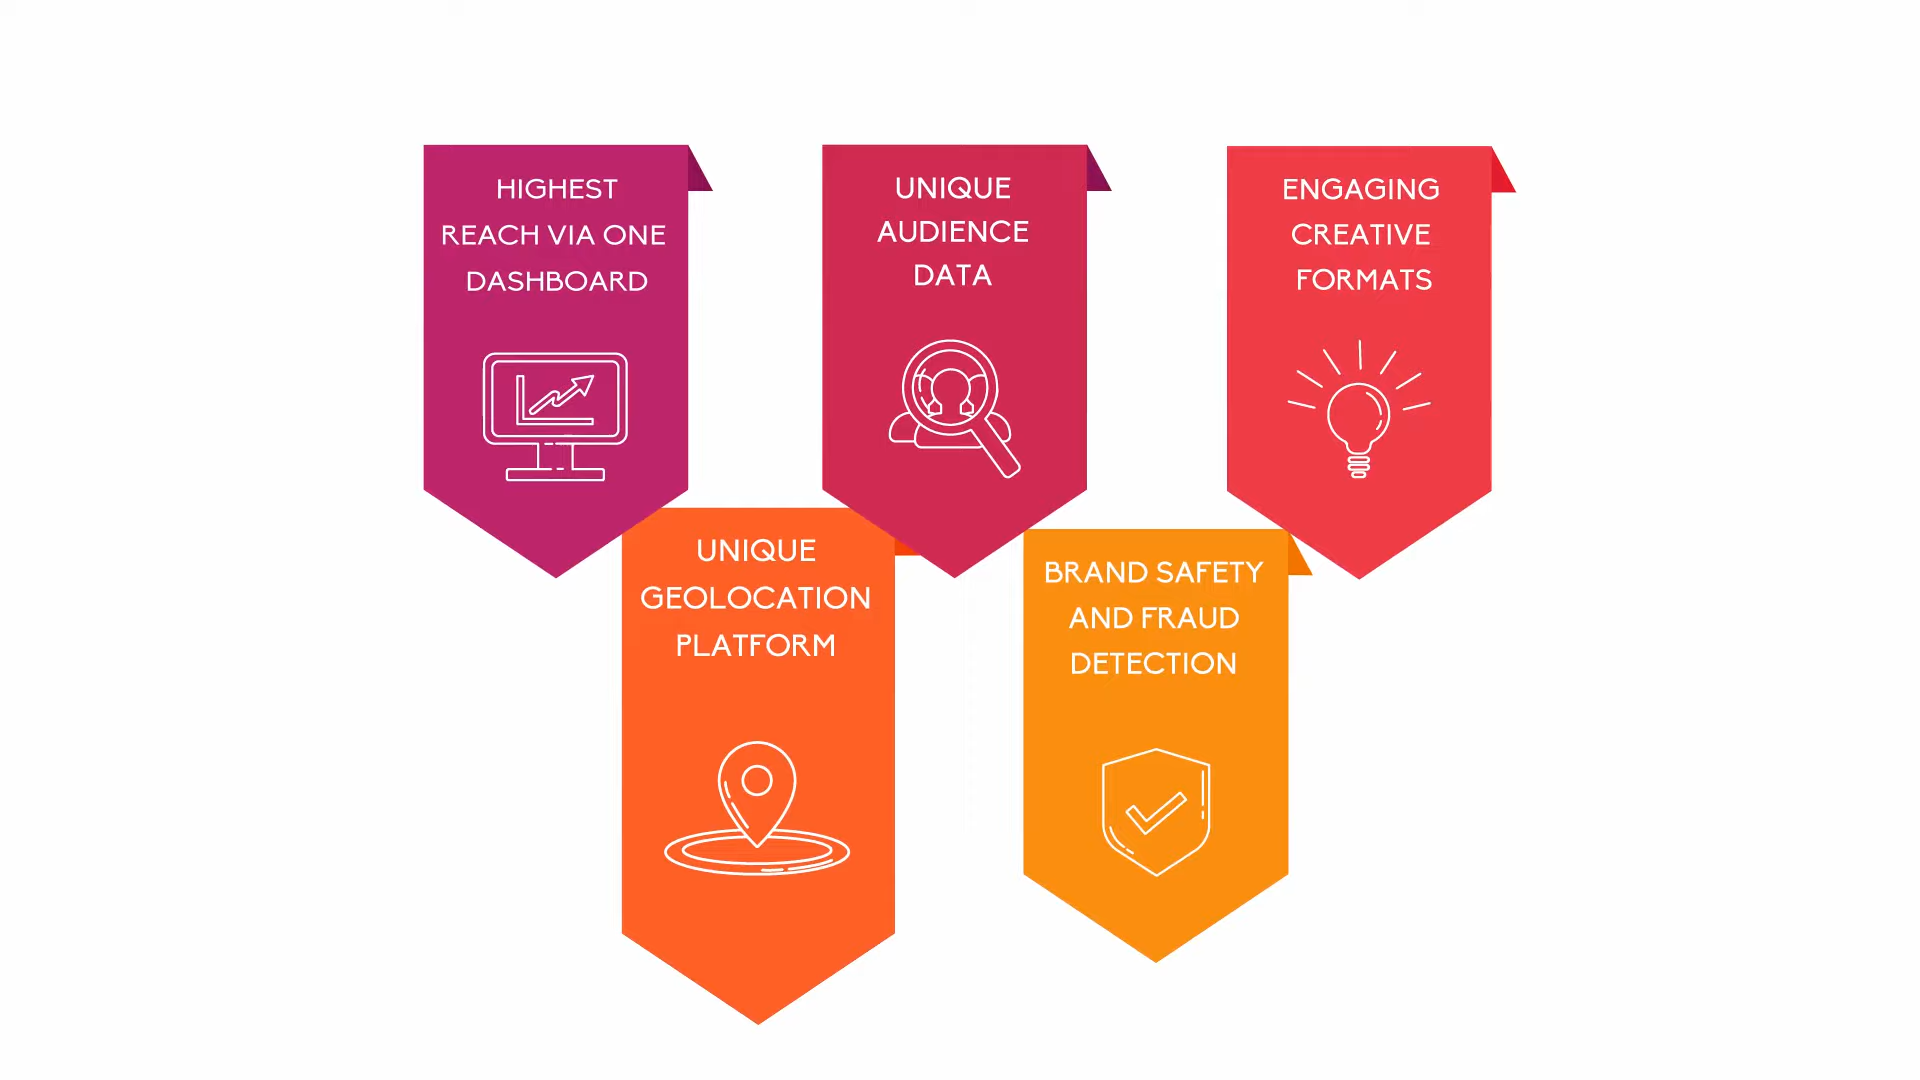 HIGHEST
REACH VIA ONE
DASHBOARD
UNIQUE
AUDIENCE
DATA
ENGAGING
CREATIVE
FORMATS
UNIQUE
GEOLOCATION
PLATFORM
BRAND SAFETY
AND FRAUD
DETECTION